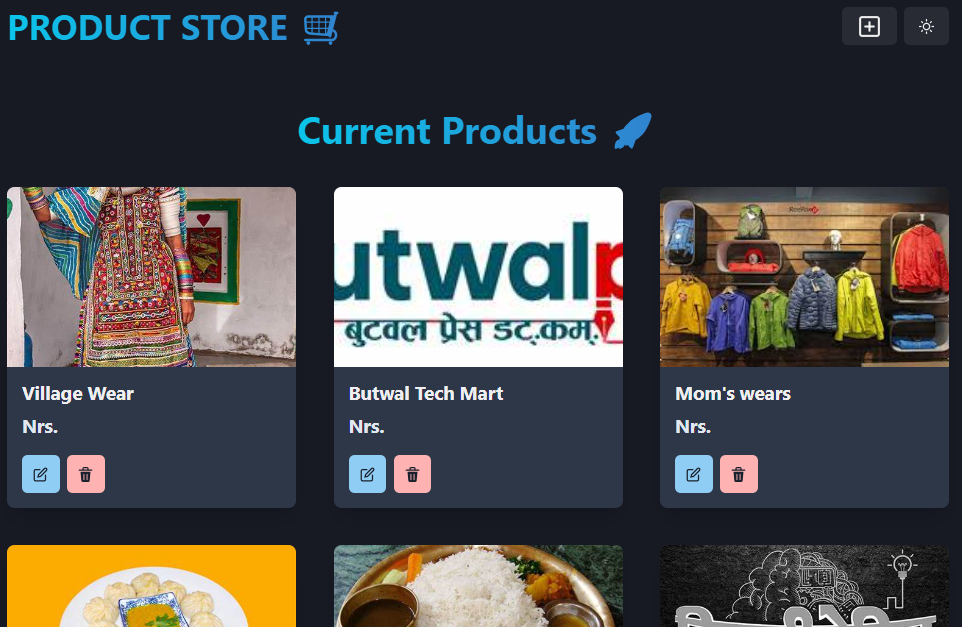 PRODUCT STORE
Current Products
utwalp
बुटवल प्रेस डट.कम.
Village Wear
Nrs.
Butwal Tech Mart
Nrs.
Mom's wears
Nrs.